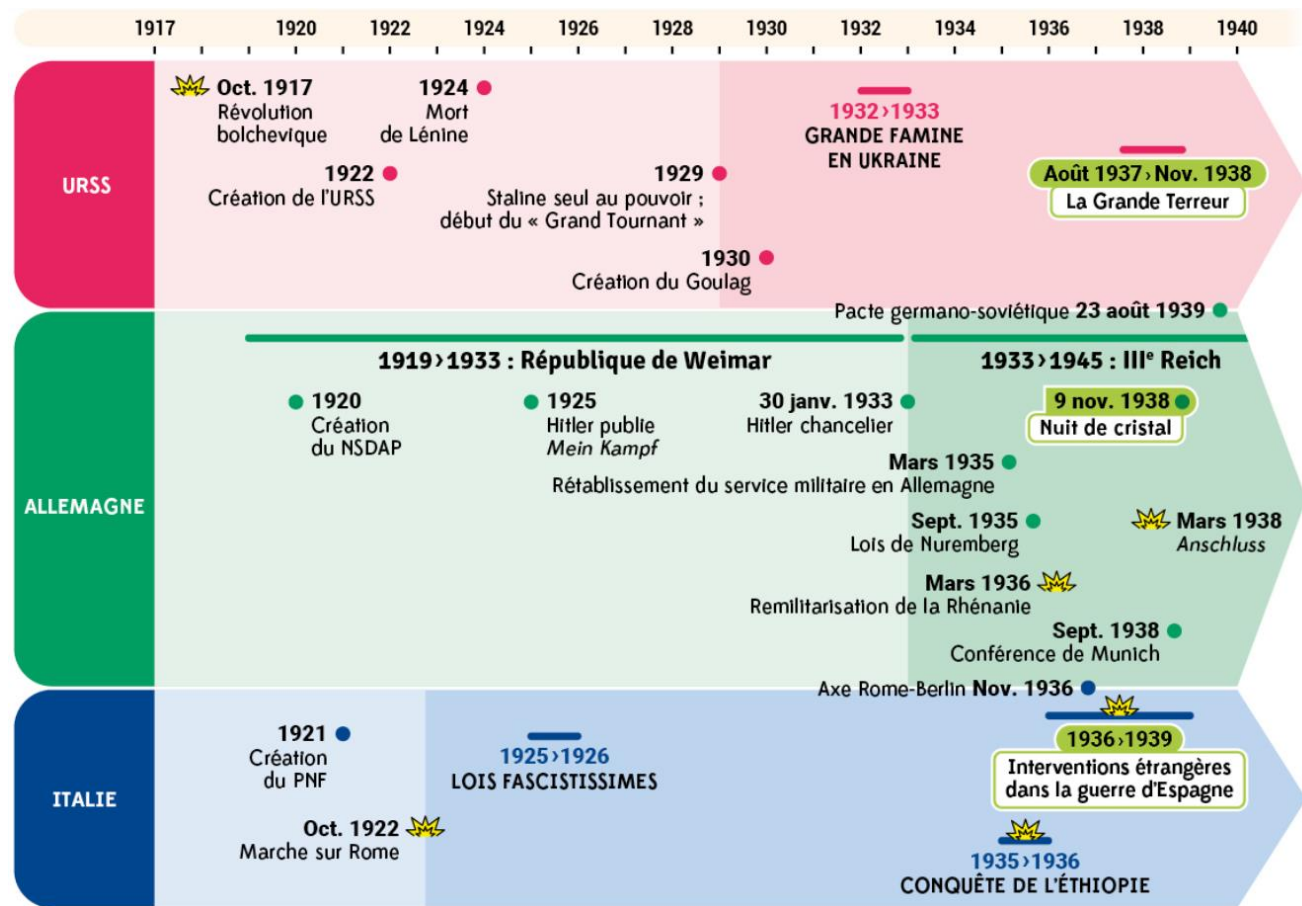 1917 1920 1922 1924 1926 1928 1930 1932 1934 1936 1938 1940
URSS
Oct. 1917
Révolution
bolchevique
1924
Mort
de Lénine
1922
Création de l'URSS
1929
Staline seul au pouvoir ;
début du « Grand Tournant »
1930
Création du Goulag
1932›1933
GRANDE FAMINE
EN UKRAINE
Août 1937›Nov. 1938
La Grande Terreur
Pacte germano-soviétique 23 août 1939
ALLEMAGNE
1919›1933 : République de Weimar
1933›1945 : IIIe Reich
1920
Création
du NSDAP
1925
Hitler publie
Mein Kampf
30 janv. 1933
Hitler chancelier
9 nov. 1938
Nuit de cristal
Mars 1935
Rétablissement du service militaire en Allemagne
Sept. 1935
Lois de Nuremberg
Mars 1938
Anschluss
Mars 1936
Remilitarisation de la Rhénanie
Sept. 1938
Conférence de Munich
Axe Rome-Berlin Nov. 1936
ITALIE
1921
Création
du PNF
Oct. 1922
Marche sur Rome
1925›1926
LOIS FASCISTISSIMES
1936›1939
Interventions étrangères
dans la guerre d'Espagne
1935›1936
CONQUÊTE DE L'ÉTHIOPIE